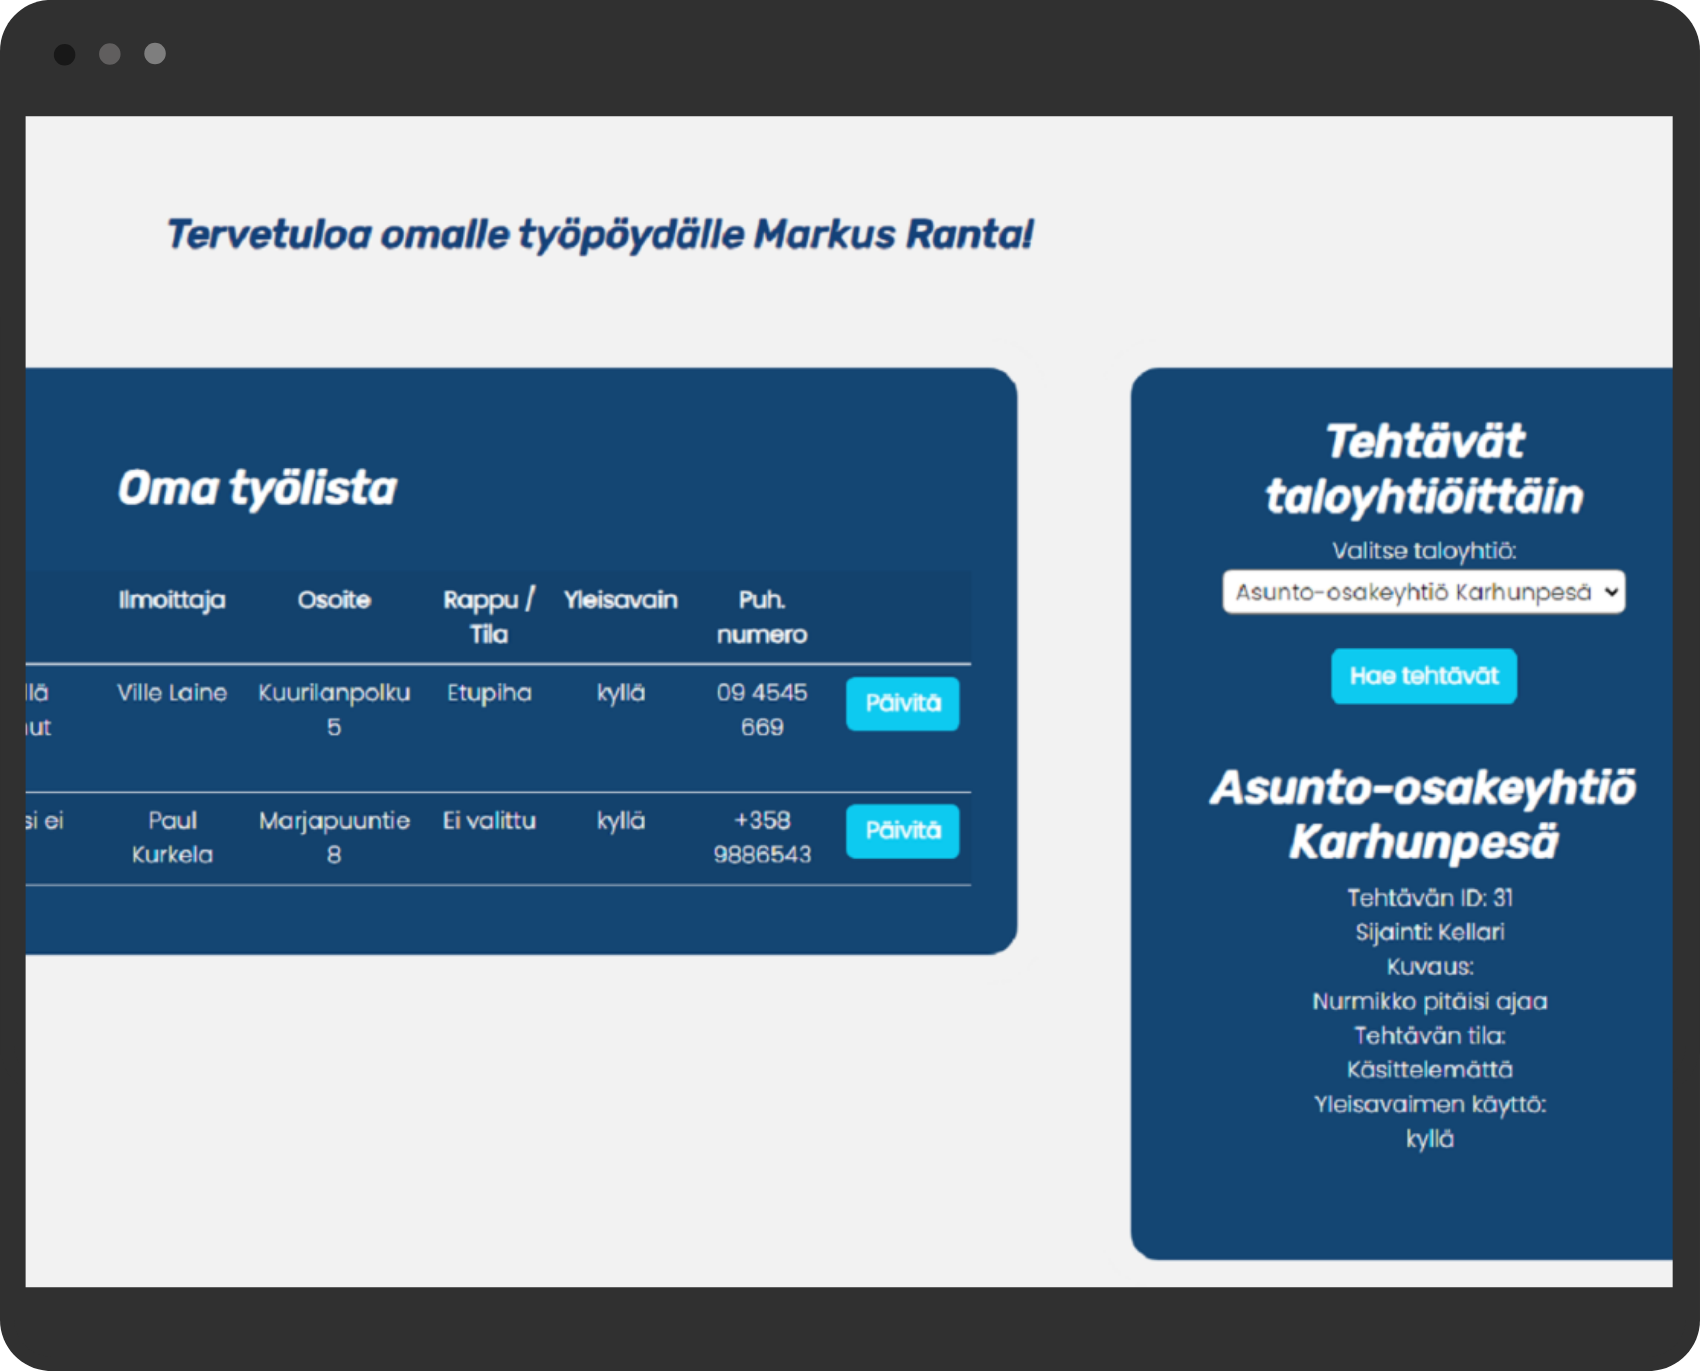 Tervetuloa omalle työpöydälle Markus Ranta!
Oma työlista
Ilmoittaja Osoite Rappu / Yleisavain Puh.
Tila numero
llä Ville Laine Kuurilanpolku Etupiha kyllä 09 4545 Päivitä
ut 5 669
si ei Paul Marjapuuntie Ei valittu kyllä +358 Päivitä
Kurkela 8 9886543
Tehtävät
taloyhtiöittäin
Valitse taloyhtiö:
Asunto-osakeyhtiö Karhunpesä
Hae tehtävät
Asunto-osakeyhtiö
Karhunpesä
Tehtävän ID: 31
Sijainti: Kellari
Kuvaus:
Nurmikko pitäisi ajaa
Tehtävän tila:
Käsittelemättä
Yleisavaimen käyttö:
kyllä